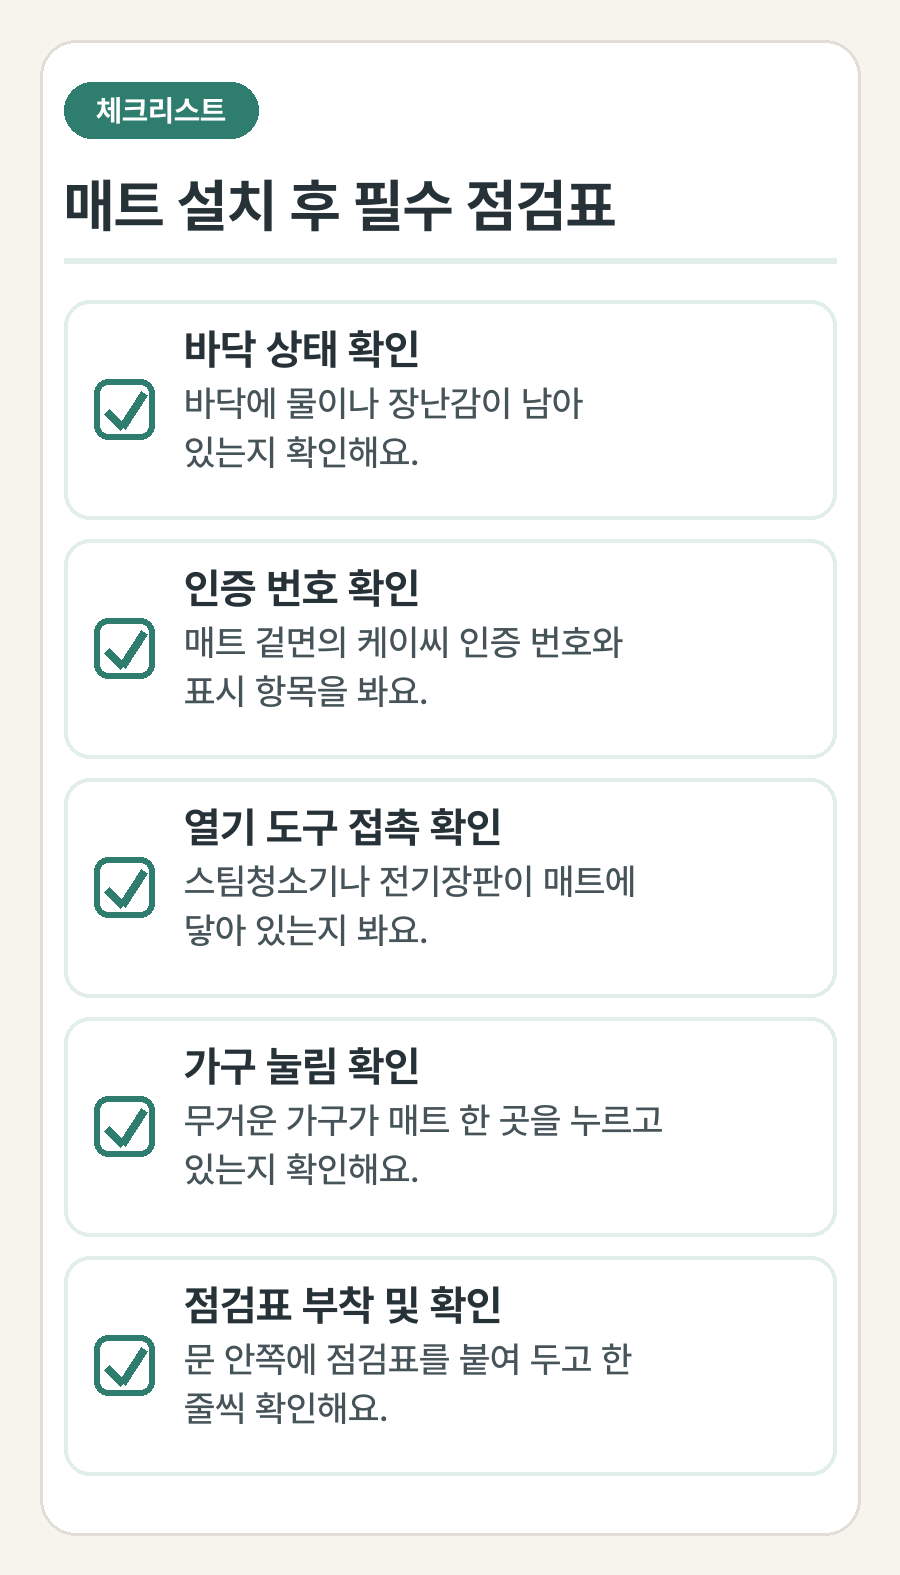 체크리스트
매트 설치 후 필수 점검표
바닥 상태 확인
바닥에 물이나 장난감이 남아
있는지 확인해요.
인증 번호 확인
매트 겉면의 케이씨 인증 번호와
표시 항목을 봐요.
열기 도구 접촉 확인
스팀청소기나 전기장판이 매트에
닿아 있는지 봐요.
가구 눌림 확인
무거운 가구가 매트 한 곳을 누르고
있는지 확인해요.
점검표 부착 및 확인
문 안쪽에 점검표를 붙여 두고 한
줄씩 확인해요.